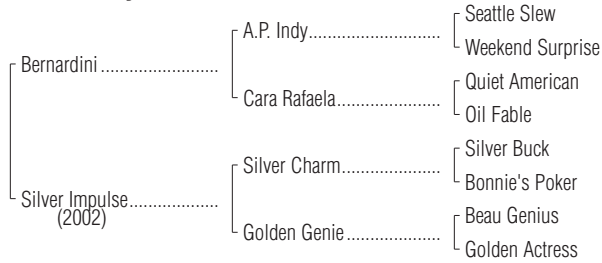 Seattle Slew
A.P. Indy
Weekend Surprise
Bernardini
Quiet American
Cara Rafaela
Oil Fable
Silver Buck
Silver Charm
Bonnie's Poker
Silver Impulse
(2002)
Beau Genius
Golden Genie
Golden Actress